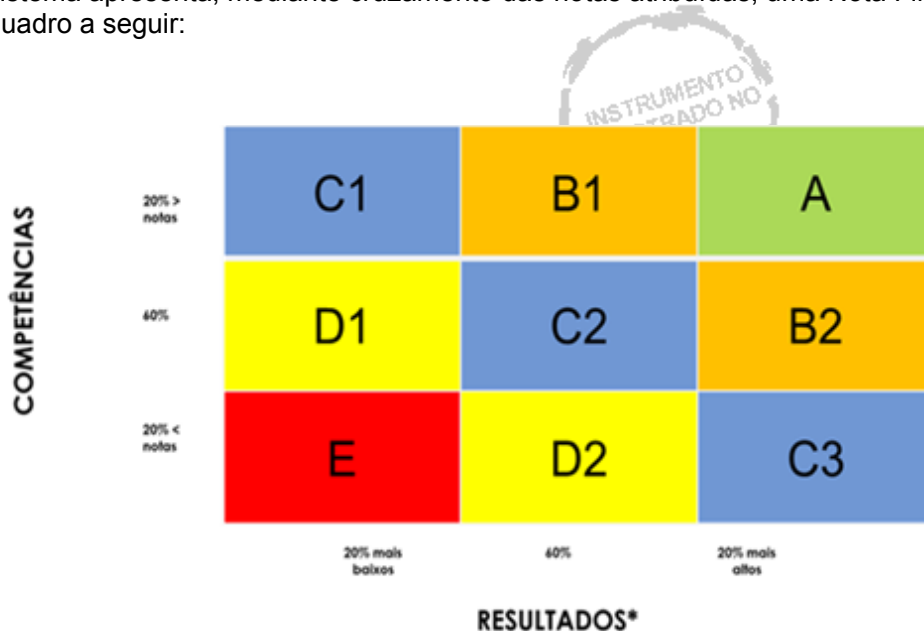 uadro a seguir:
INSTRUMENTO
NO
C1 B1 A
20% >
notas
COMPETÊNCIAS
D1 C2 B2
60%
E D2 C3
20% <
notas
20% mais
baixos
60%
20% mais
altos
RESULTADOS*